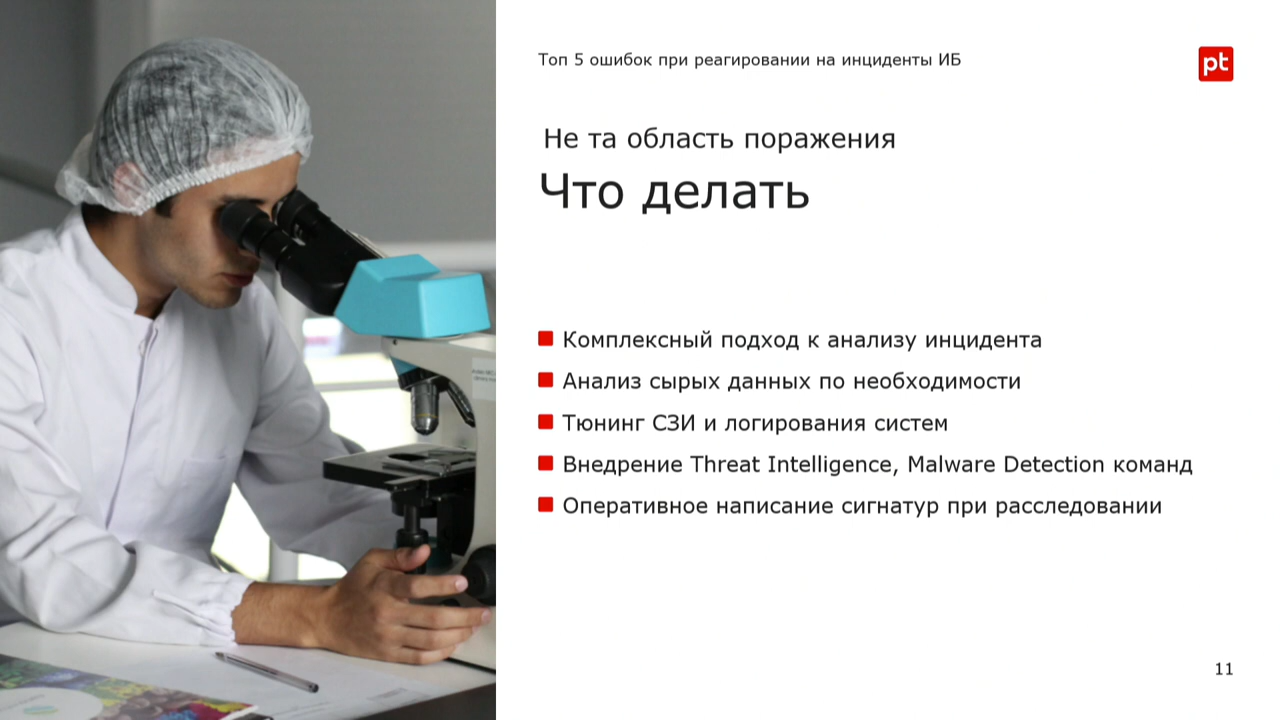 Топ 5 ошибок при реагировании на инциденты ИБ
pt
Не та область поражения
Что делать
Комплексный подход к анализу инцидента
Анализ сырых данных по необходимости
Тюнинг СЗИ и логирования систем
Внедрение Threat Intelligence, Malware Detection команд
Оперативное написание сигнатур при расследовании
11